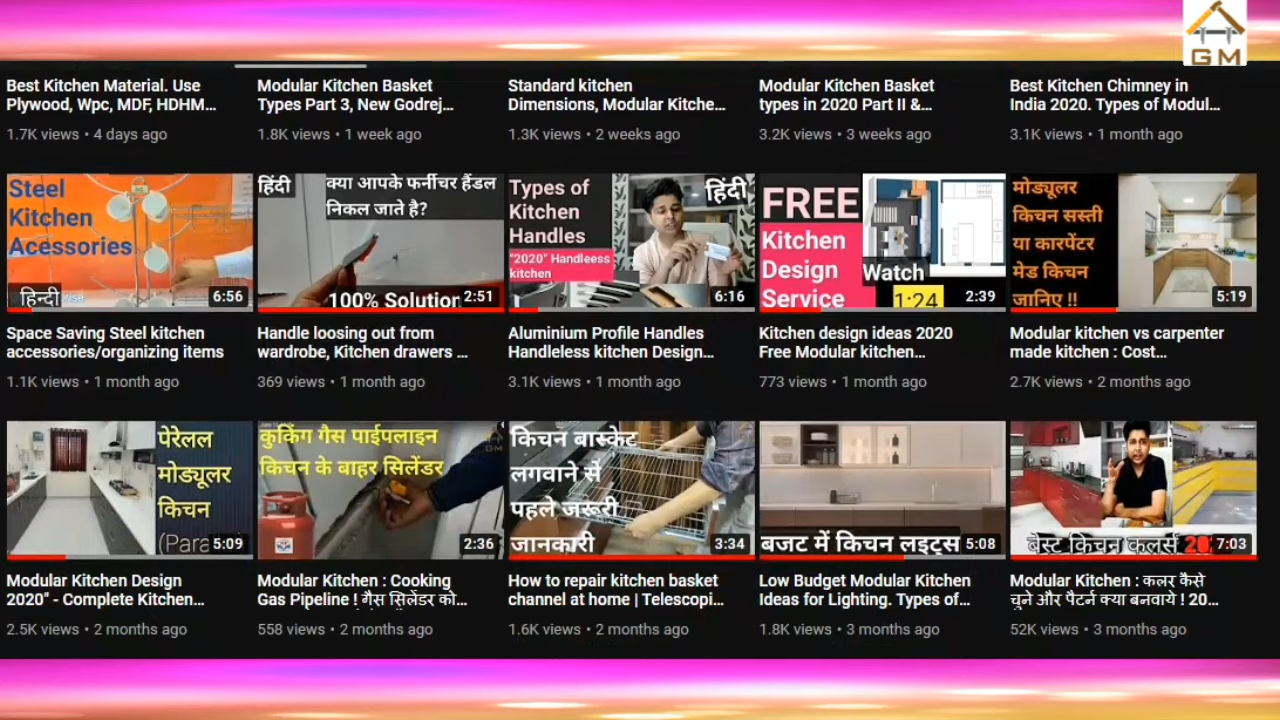 GM
Best Kitchen Material. Use
Plywood, Wpc, MDF, HDHM...
1.7K views • 4 days ago
Modular Kitchen Basket
Types Part 3, New Godrej...
1.8K views • 1 week ago
Standard kitchen
Dimensions, Modular Kitche...
1.3K views • 2 weeks ago
Modular Kitchen Basket
types in 2020 Part II &...
3.2K views • 3 weeks ago
Best Kitchen Chimney in
India 2020. Types of Modul...
3.1K views • 1 month ago
Steel
Kitchen
Acessories
हिन्दी
6:56
Space Saving Steel kitchen
accessories/organizing items
1.1K views • 1 month ago
हिंदी
क्या आपके फर्नीचर हैंडल
निकल जाते है?
100% Solution
2:51
Handle loosing out from
wardrobe, Kitchen drawers ...
369 views • 1 month ago
Types of
Kitchen
Handles
"2020" Handleess
kitchen
हिंदी
6:16
Aluminium Profile Handles
Handleless kitchen Design...
3.1K views • 1 month ago
FREE
Kitchen
Design
Service
Watch
1:24
2:39
Kitchen design ideas 2020
Free Modular kitchen...
773 views • 1 month ago
मोड्यूलर
किचन सस्ती
या कारपेंटर
मेड किचन
जानिए !!
5:19
Modular kitchen vs carpenter
made kitchen : Cost...
2.7K views • 2 months ago
पेरेलल
मोड्यूलर
किचन
(Para
5:09
Modular Kitchen Design
2020" - Complete Kitchen...
2.5K views • 2 months ago
कुकिंग गैस पाईपलाइन
किचन के बाहर सिलेंडर
GM
2:36
Modular Kitchen : Cooking
Gas Pipeline ! गैस सिलेंडर को...
558 views • 2 months ago
किचन बास्केट
लगवाने से
पहले जरूरी
जानकारी
3:34
How to repair kitchen basket
channel at home | Telescopi...
1.6K views • 2 months ago
बजट में किचन लइट्स
5:08
Low Budget Modular Kitchen
Ideas for Lighting. Types of...
1.8K views • 3 months ago
बेस्ट किचन कलर्स 20
7:03
Modular Kitchen : कलर कैसे
चुने और पैटर्न क्या बनवाये ! 20...
52K views • 3 months ago